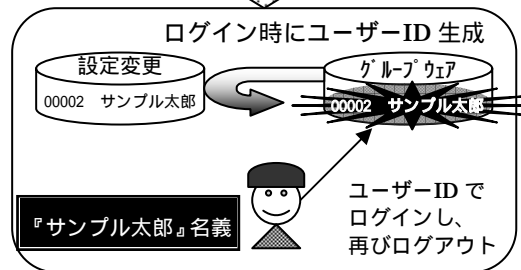 ログイン時にユーザーID 生成
設定変更
00002 サンプル太郎
グループウェア
00002 サンプル太郎
『サンプル太郎』名義
ユーザーID で
ログインし、
再びログアウト